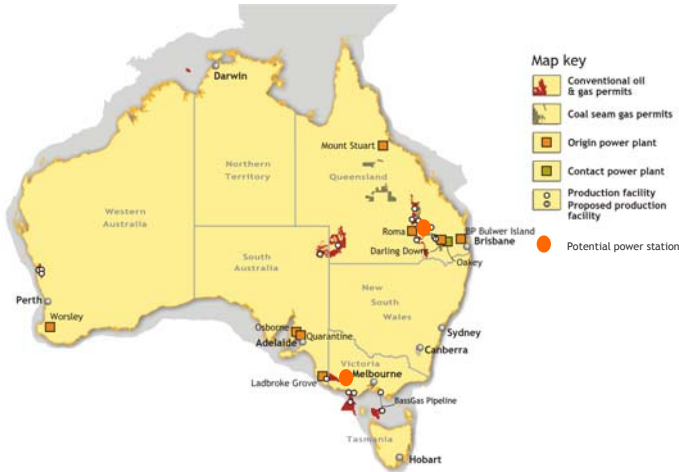 Darwin
Mount Stuart
Northern
Territory
Queensland
Western
Australia
Roma
BP Bulwer Island
Brisbane
Darling Downs
Oakey
South
Australia
New
South
Wales
Perth
Worsley
Osborne
Quarantine
Adelaide
Sydney
Canberra
Victoria
Melbourne
Ladbroke Grove
BassGas Pipeline
Tasmania
Hobart
Map key
Conventional oil
& gas permits
Coal seam gas permits
Origin power plant
Contact power plant
Production facility
Proposed production
facility
Potential power station